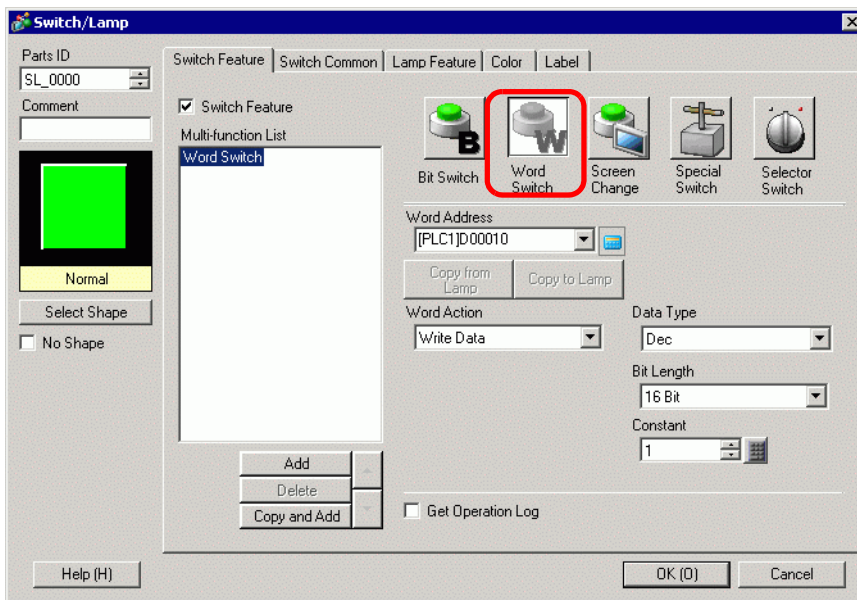 Switch/Lamp
Parts ID
SL_0000
Comment
Normal
Select Shape
No Shape
Switch Feature
Switch Common
Lamp Feature
Color
Label
Switch Feature
Multi-function List
Word Switch
Add
Delete
Copy and Add
B
Bit Switch
W
Word
Switch
Screen
Change
Special
Switch
Selector
Switch
Word Address
[PLC1]D00010
Copy from
Lamp
Copy to Lamp
Word Action
Write Data
Data Type
Dec
Bit Length
16 Bit
Constant
1
Get Operation Log
Help (H)
OK (O)
Cancel